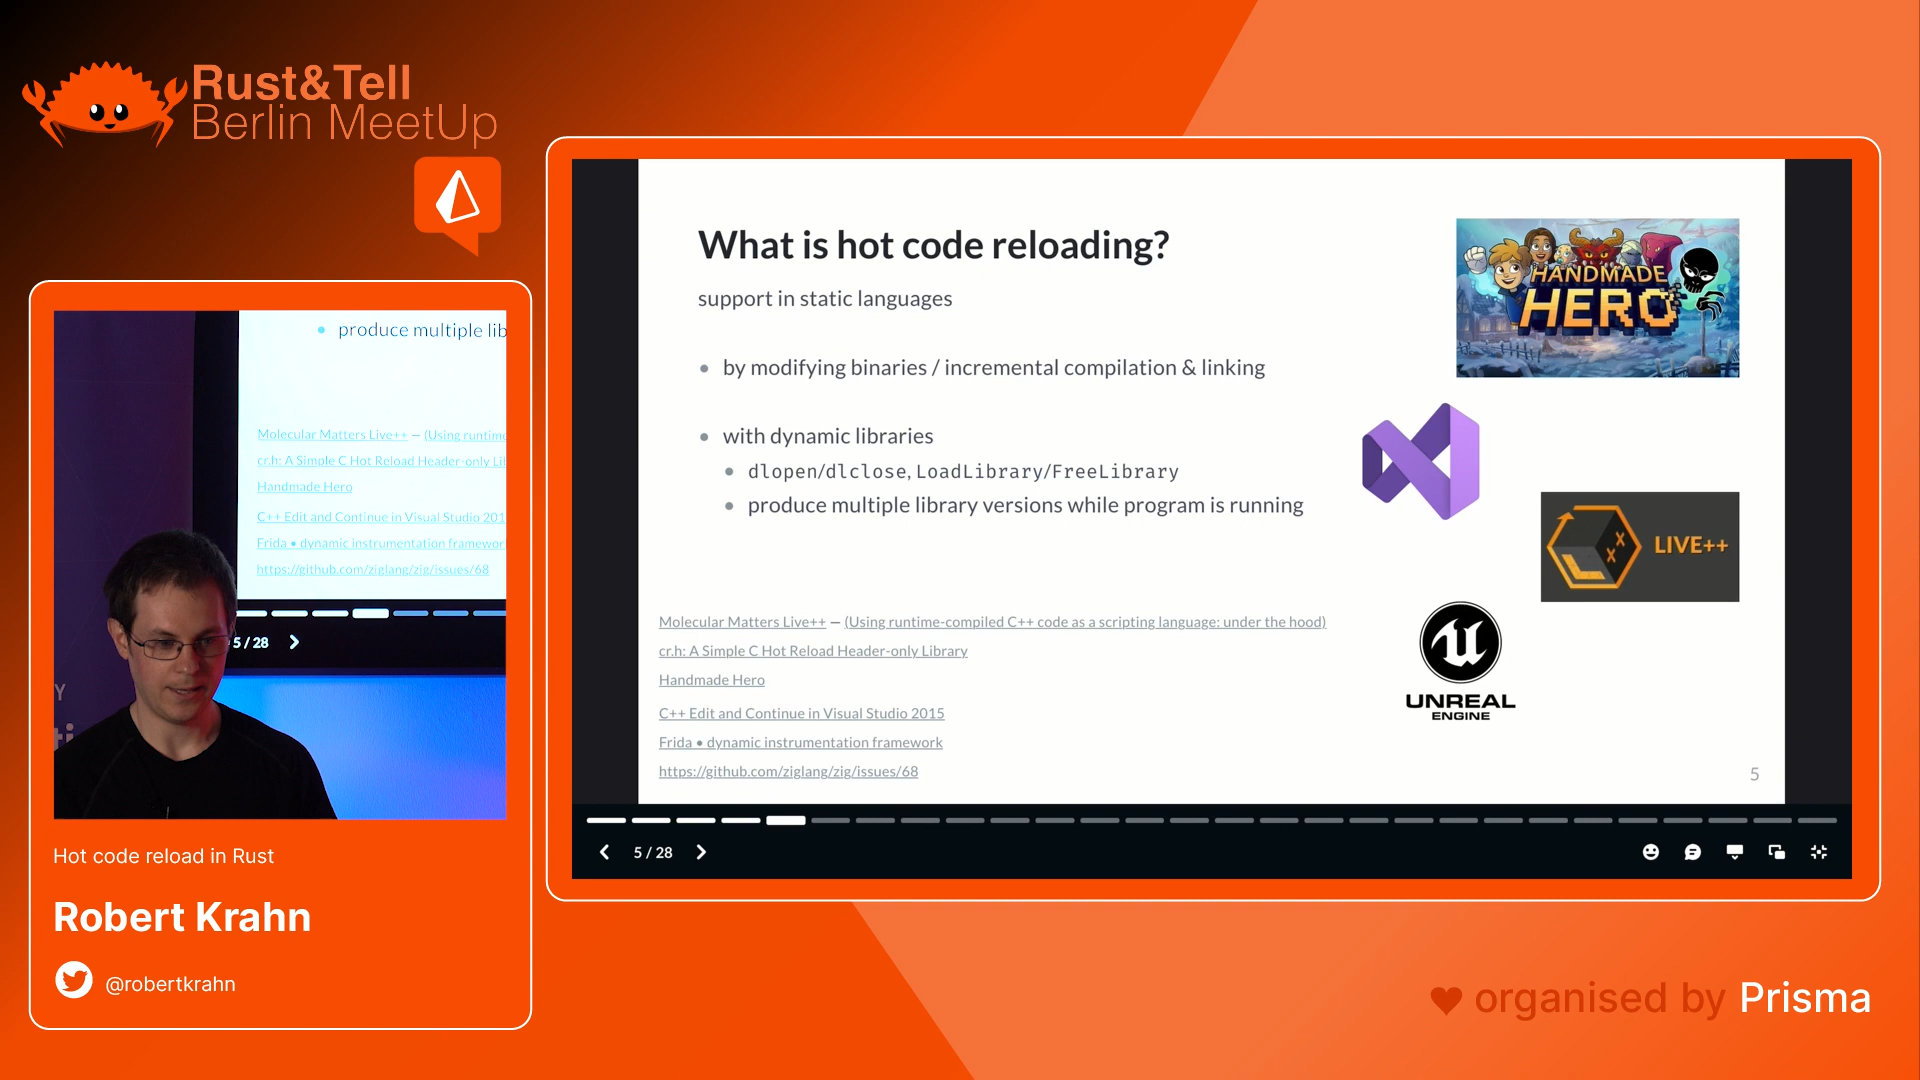 Rust&Tell
Berlin MeetUp
produce multiple lib
Molecular Matters Live++ — (Using runtime
cr.h: A Simple C Hot Reload Header-only Li
Handmade Hero
C++ Edit and Continue in Visual Studio 201
Frida • dynamic instrumentation framewor
https://github.com/ziglang/zig/issues/68
5 / 28
Y
ti
Hot code reload in Rust
Robert Krahn
@robertkrahn
What is hot code reloading?
support in static languages
by modifying binaries / incremental compilation & linking
with dynamic libraries
dlopen/dlclose, LoadLibrary/FreeLibrary
produce multiple library versions while program is running
HANDMADE
HERO
LIVE++
UNREAL
ENGINE
Molecular Matters Live++ — (Using runtime-compiled C++ code as a scripting language: under the hood)
cr.h: A Simple C Hot Reload Header-only Library
Handmade Hero
C++ Edit and Continue in Visual Studio 2015
Frida • dynamic instrumentation framework
https://github.com/ziglang/zig/issues/68
5
5 / 28
organised by Prisma